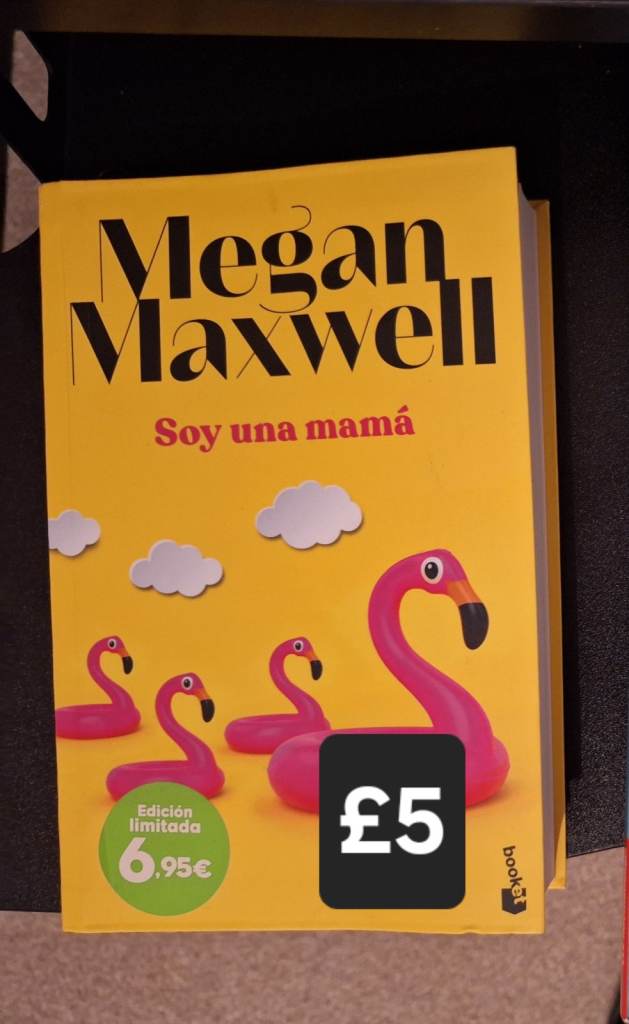 Megan
Maxwell
Soy una mamá
Edición
limitada
6,95€
£5
booket